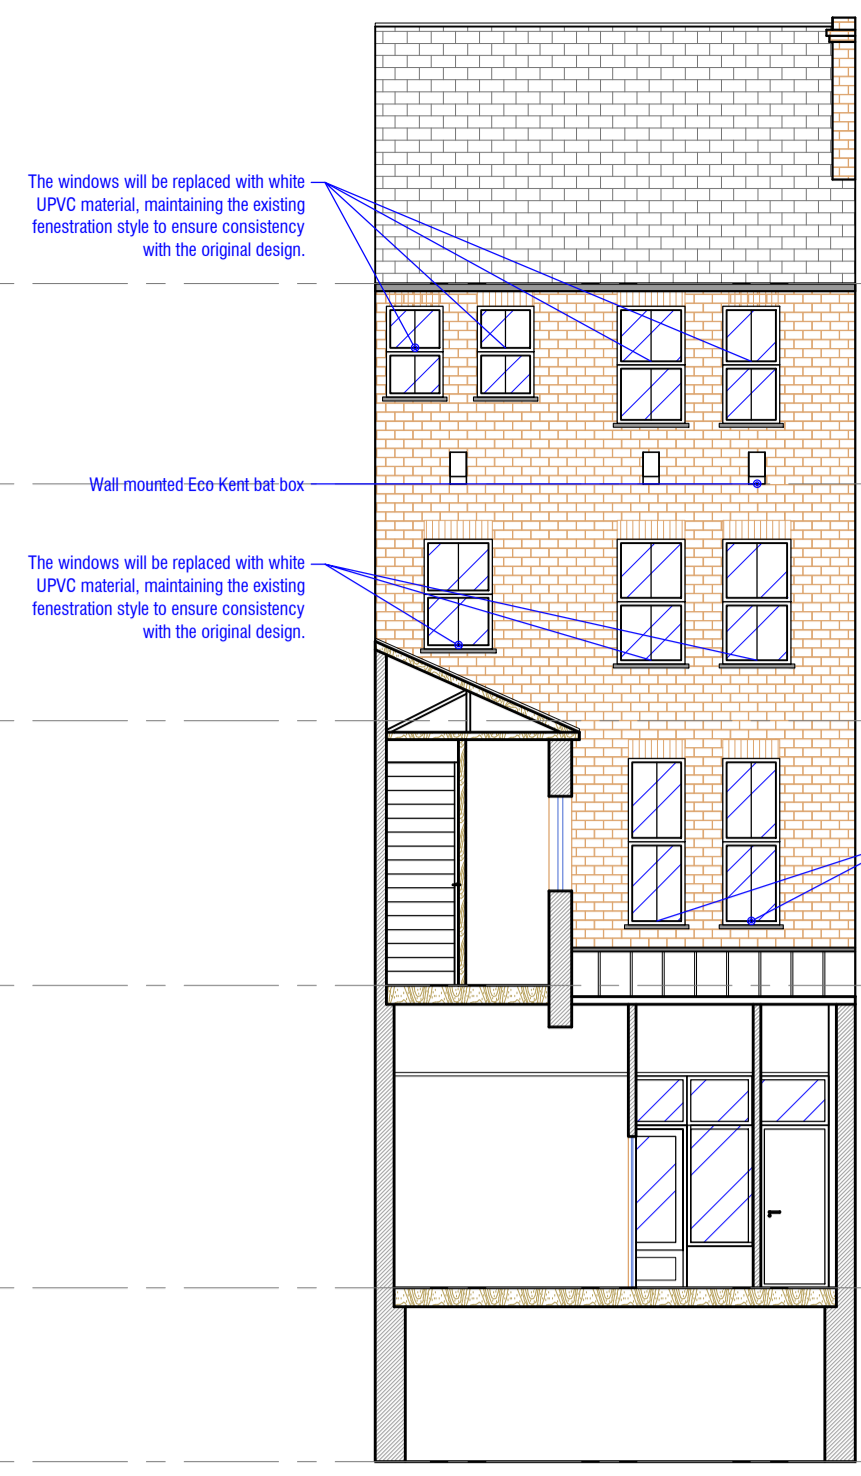 The windows will be replaced with white
UPVC material, maintaining the existing
fenestration style to ensure consistency
with the original design.
Wall mounted Eco Kent bat box
The windows will be replaced with white
UPVC material, maintaining the existing
fenestration style to ensure consistency
with the original design.